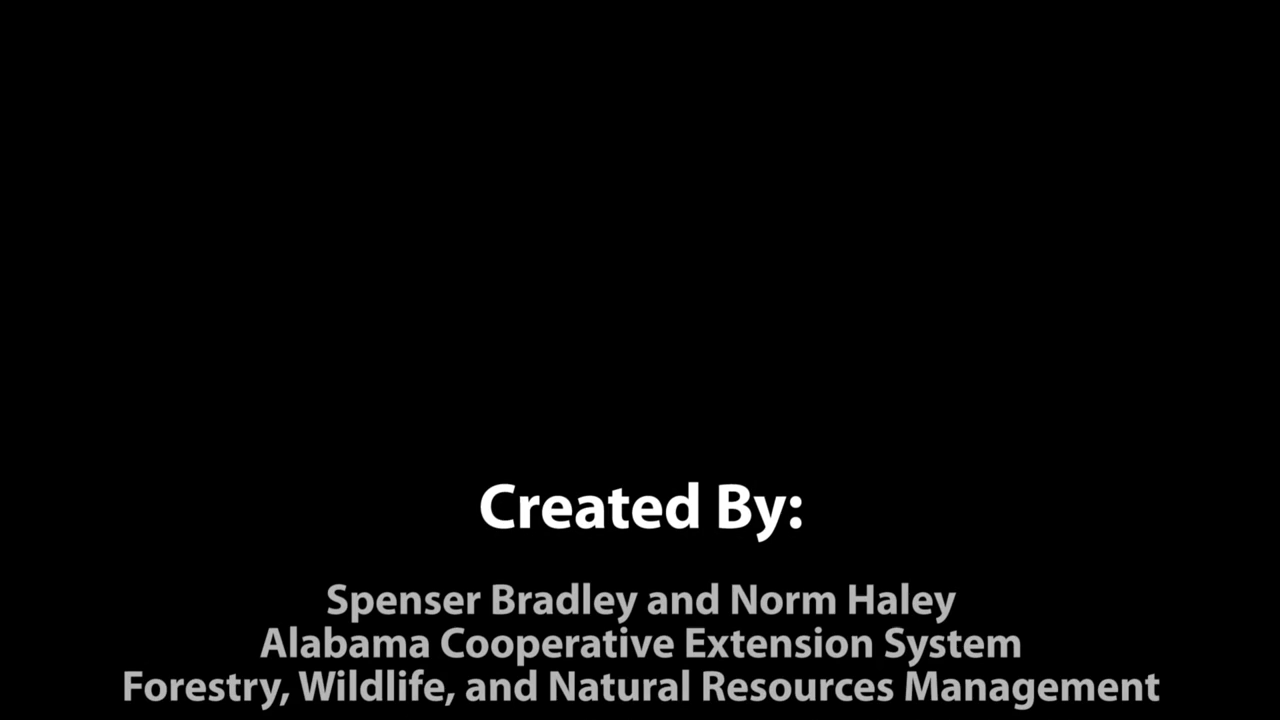 Created By:
Spenser Bradley and Norm Haley
Alabama Cooperative Extension System
Forestry, Wildlife, and Natural Resources Management